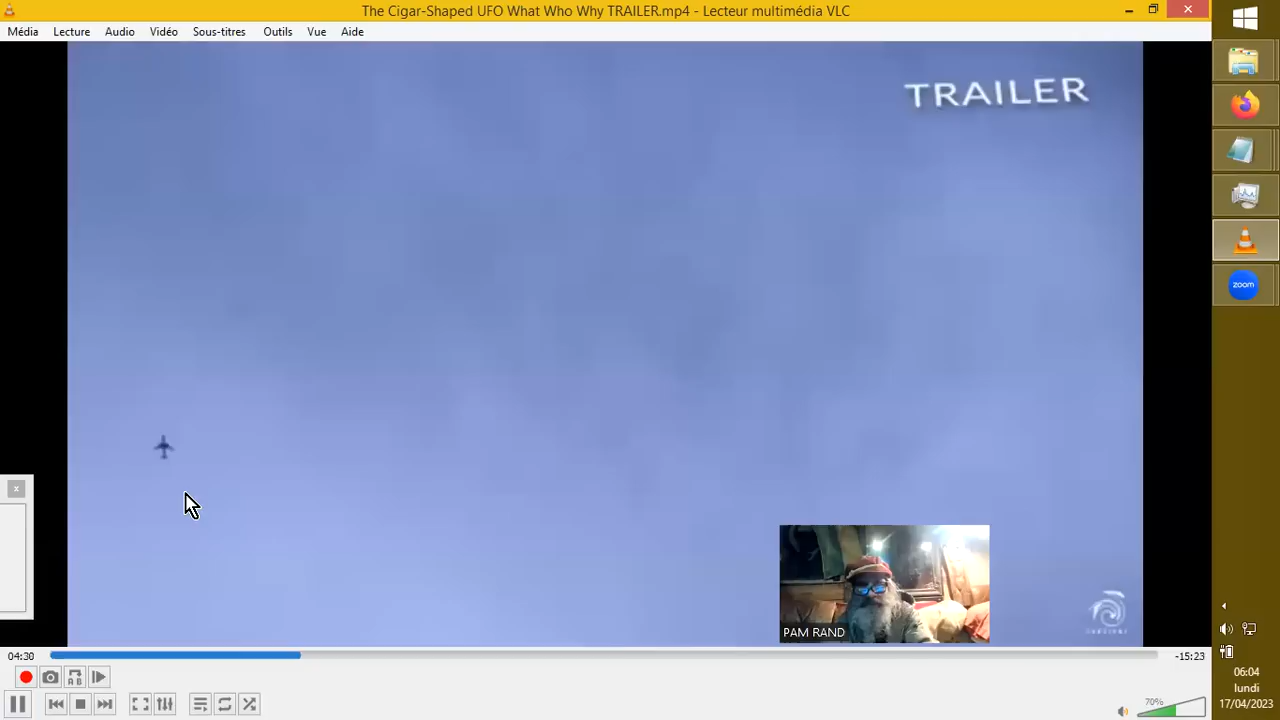 The Cigar-Shaped UFO What Who Why TRAILER.mp4 - Lecteur multimédia VLC
Média Lecture Audio Vidéo Sous-titres Outils Vue Aide
TRAILER
zoom
PAM RAND
04:30
-15:23
06:04
lundi
17/04/2023
70%